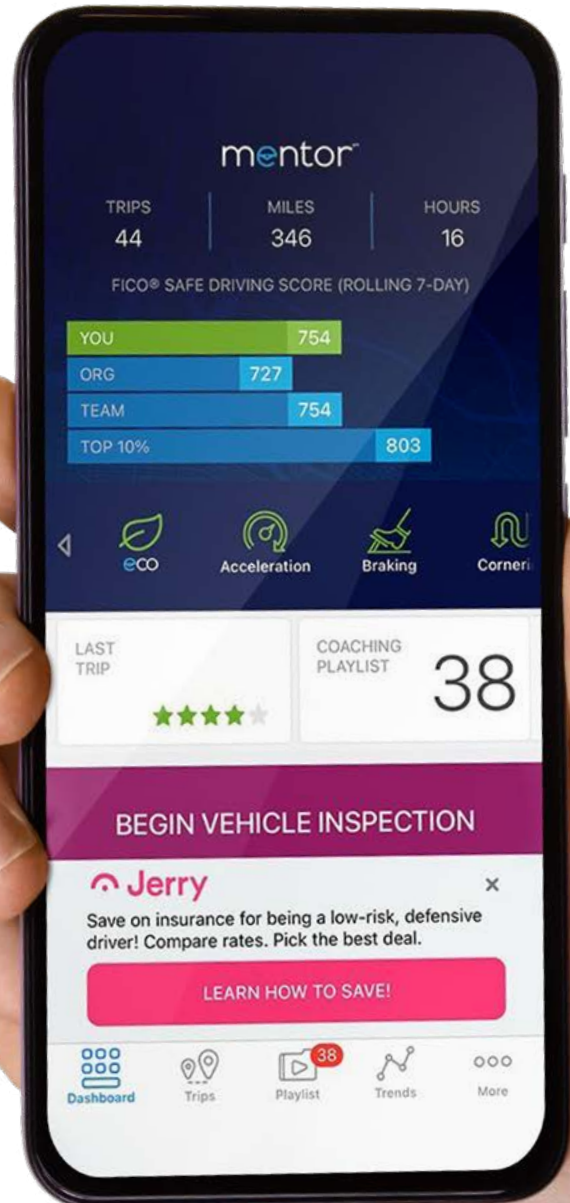 mentor™
TRIPS MILES HOURS
44 346 16
FICO® SAFE DRIVING SCORE (ROLLING 7-DAY)
YOU 754
ORG 727
TEAM 754
TOP 10% 803
eco Acceleration Braking Corneri
LAST
TRIP
COACHING
PLAYLIST
38
BEGIN VEHICLE INSPECTION
Jerry
×
Save on insurance for being a low-risk, defensive
driver! Compare rates. Pick the best deal.
LEARN HOW TO SAVE!
38
Dashboard Trips Playlist Trends More